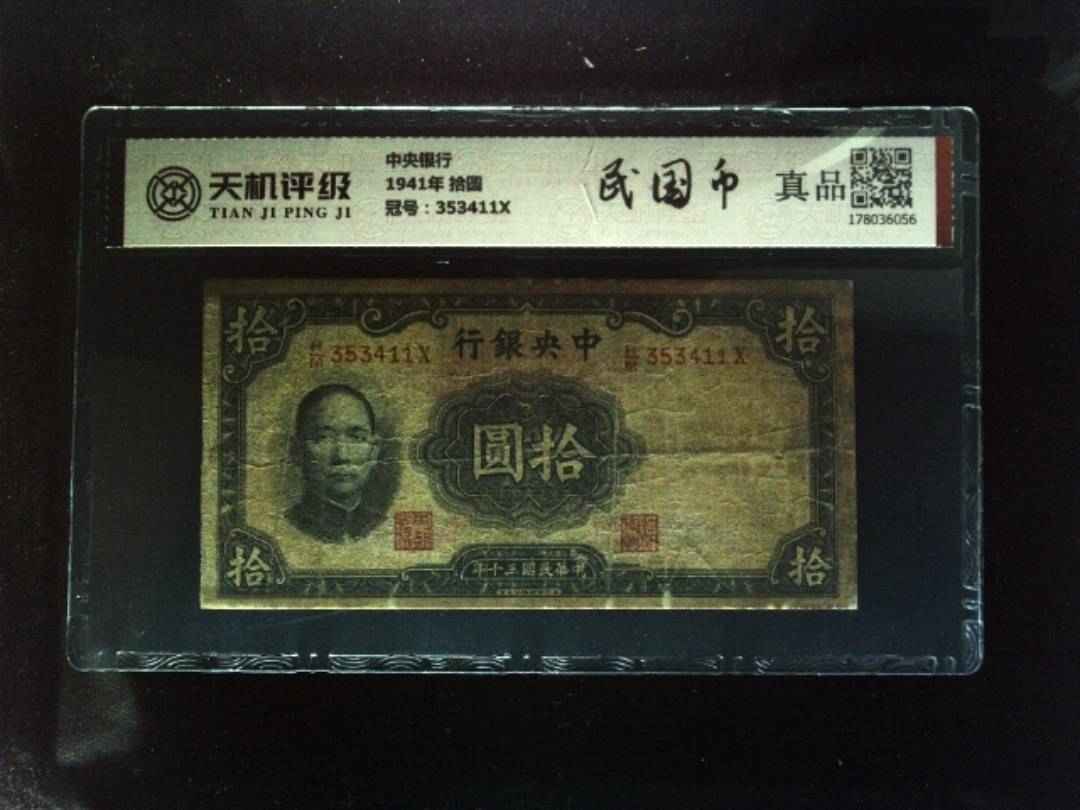 天机评级
TIAN JI PING JI
中央银行
1941年 拾圆
冠号：353411X
民国币
真品
178036056
拾
拾
行銀央中
353411X
353411X
圓拾
拾
拾
年十三國民華中